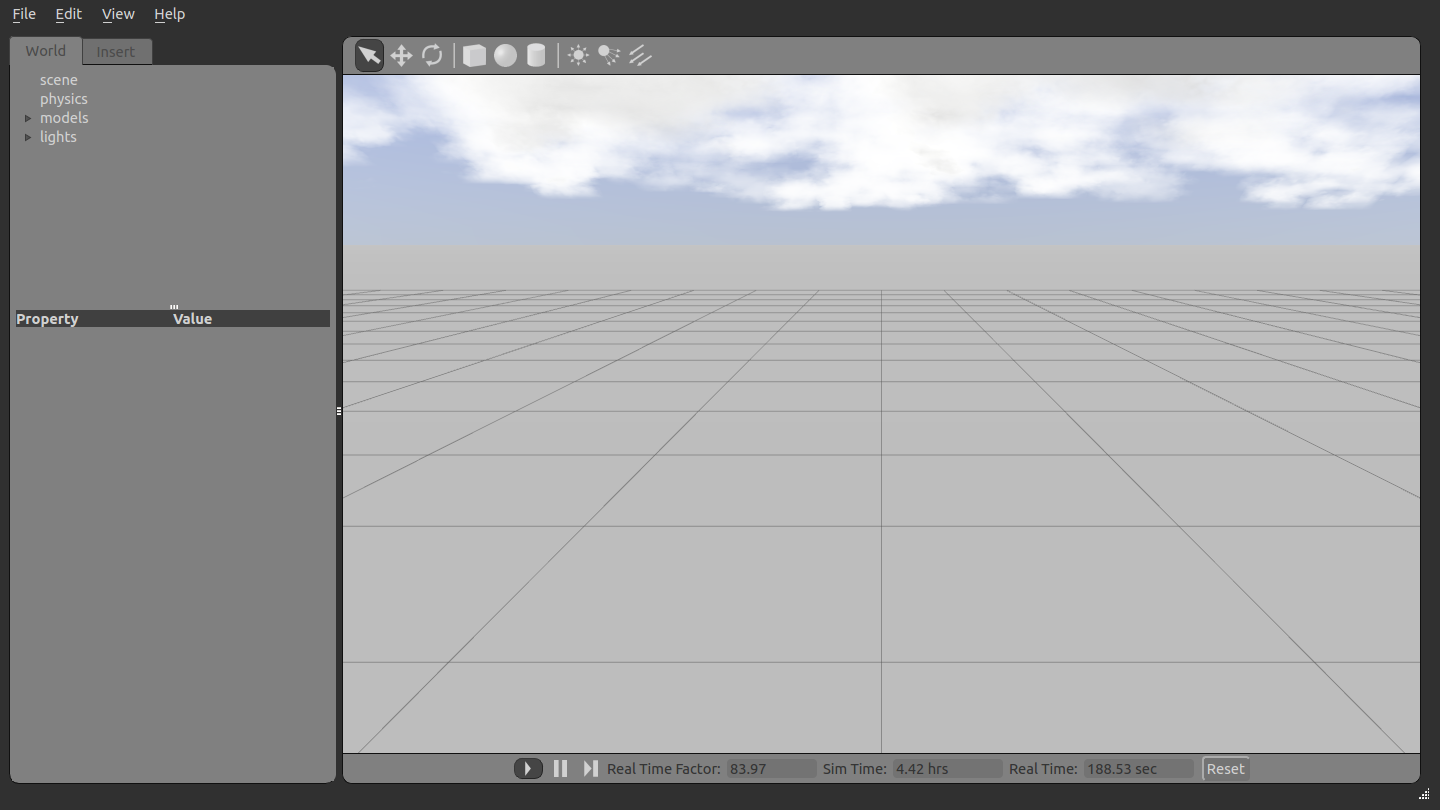 File Edit View Help
World Insert
scene
physics
models
lights
Property Value
Real Time Factor: 83.97 Sim Time: 4.42 hrs Real Time: 188.53 sec Reset